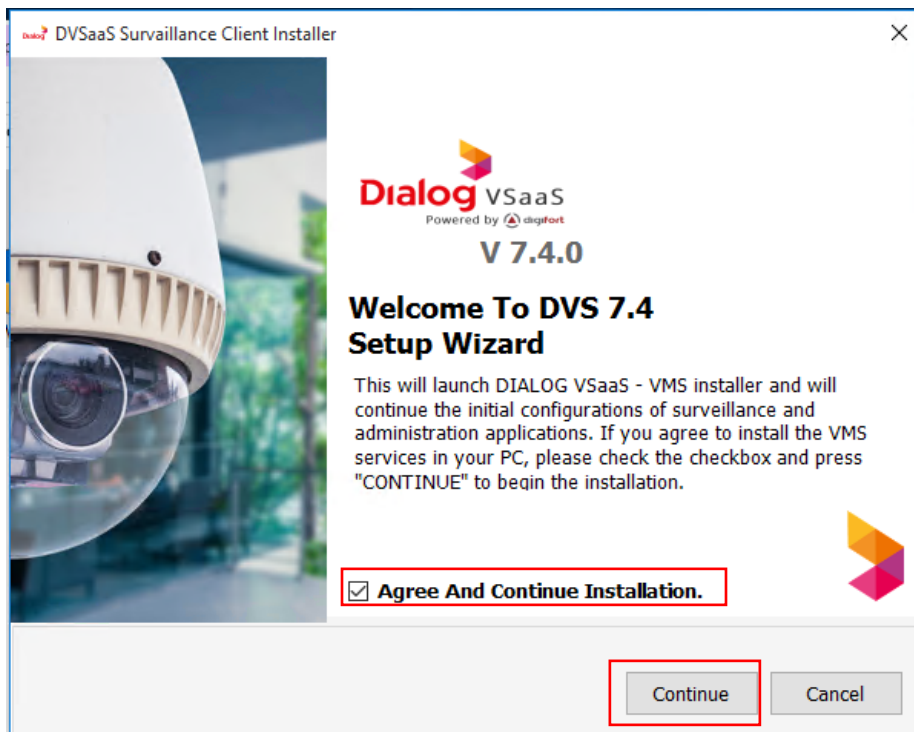 DVSaaS Survaillance Client Installer
Dialog VSaaS
Powered by digifort
V 7.4.0
Welcome To DVS 7.4
Setup Wizard
This will launch DIALOG VSaaS - VMS installer and will
continue the initial configurations of surveillance and
administration applications. If you agree to install the VMS
services in your PC, please check the checkbox and press
"CONTINUE" to begin the installation.
Agree And Continue Installation.
Continue Cancel